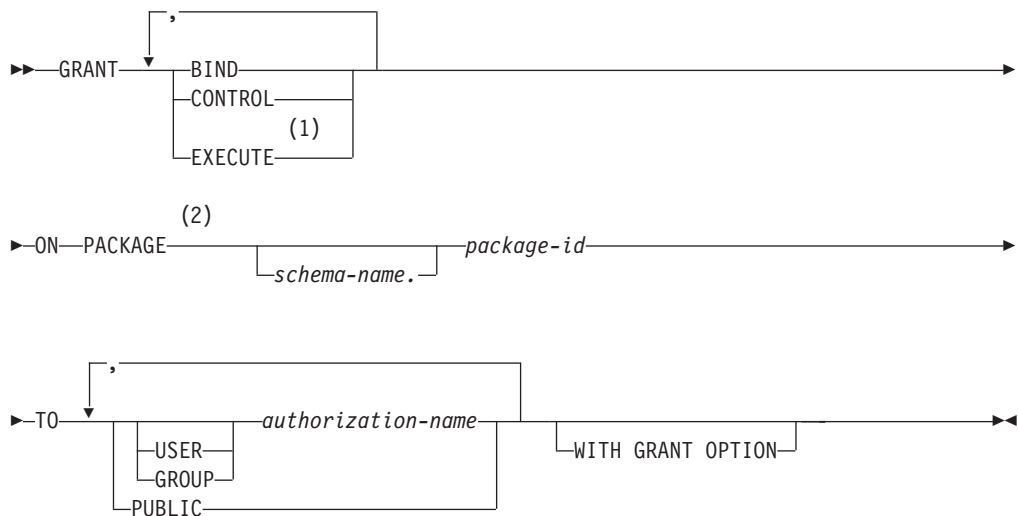 ,
GRANT BIND
CONTROL
(1)
EXECUTE
(2)
ON PACKAGE package-id
schema-name.
,
TO authorization-name
USER WITH GRANT OPTION
GROUP
PUBLIC